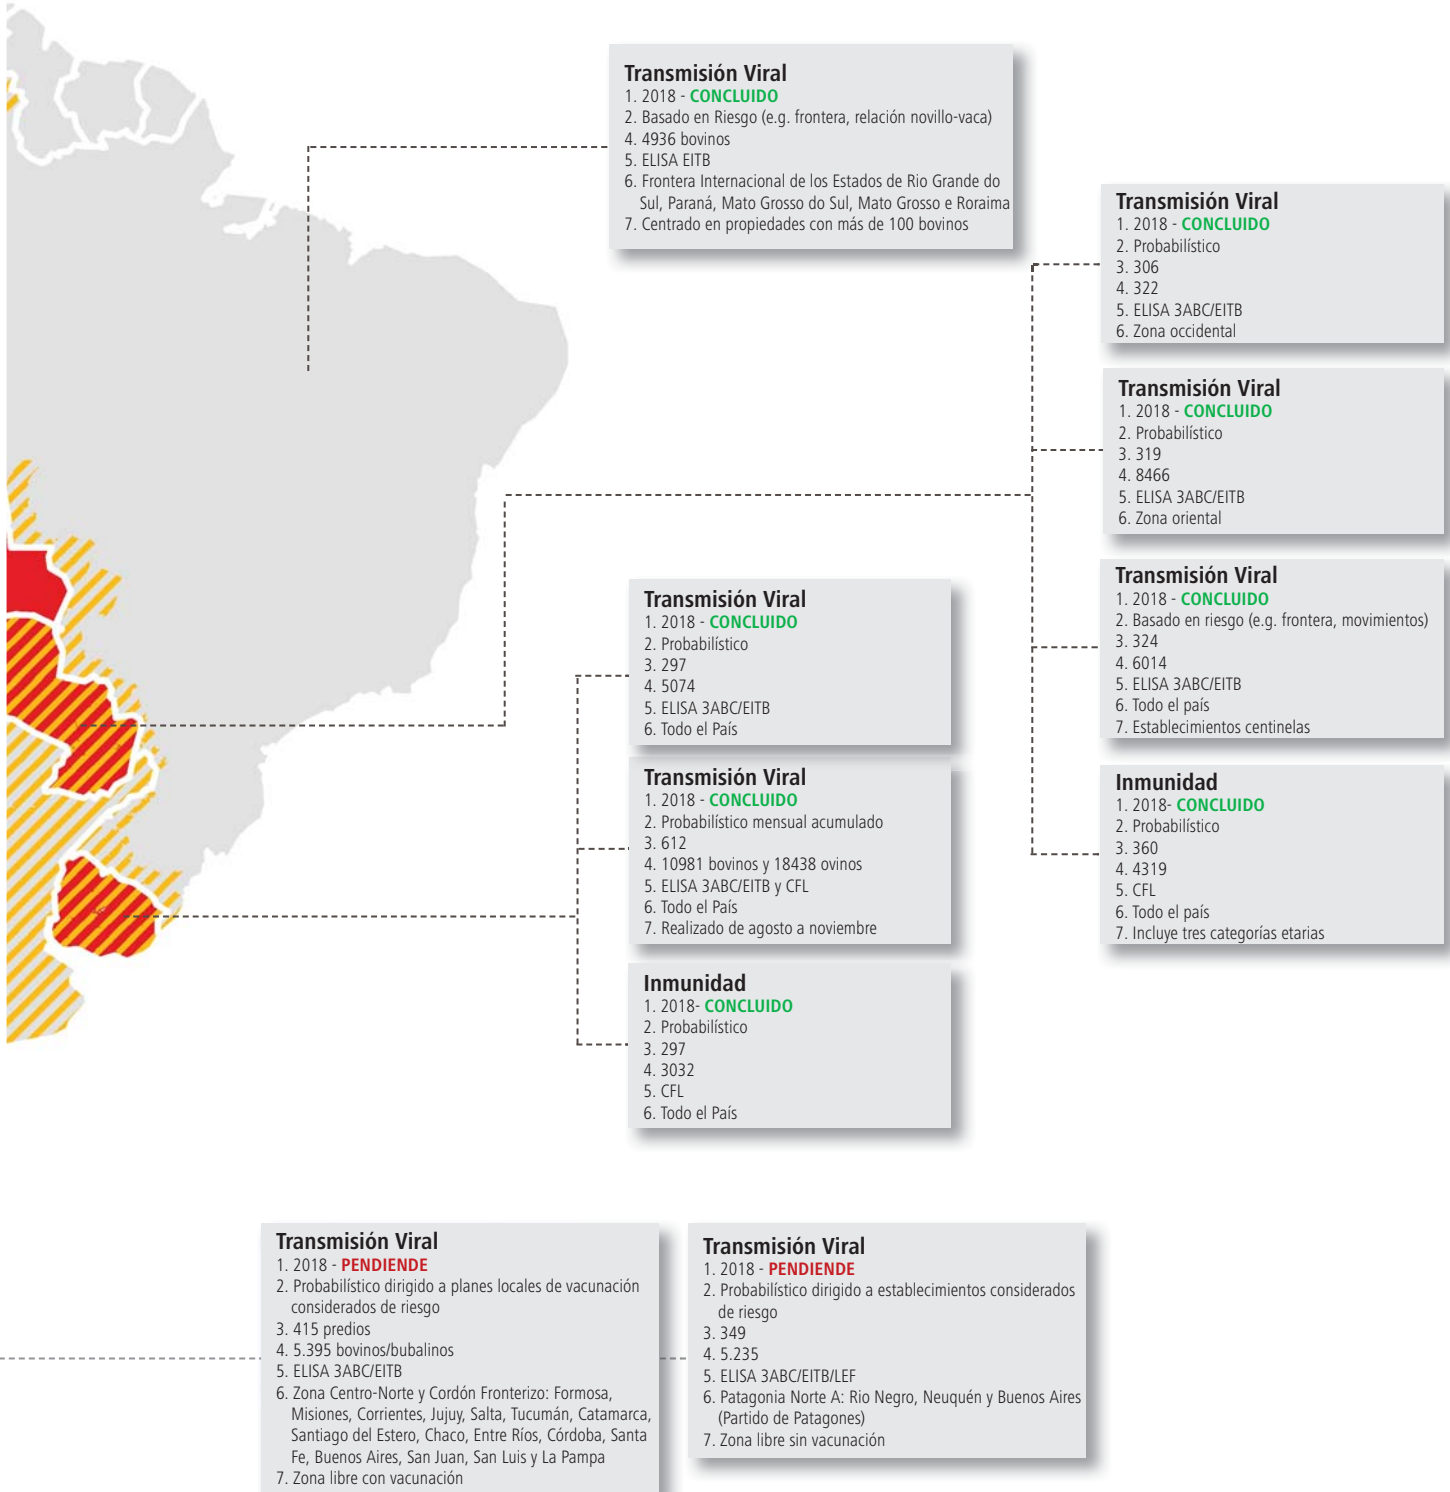 Transmisión Viral
1. 2018 - CONCLUIDO
2. Basado en Riesgo (e.g. frontera, relación novillo-vaca)
4. 4936 bovinos
5. ELISA EITB
6. Frontera Internacional de los Estados de Rio Grande do
Sul, Paraná, Mato Grosso do Sul, Mato Grosso e Roraima
7. Centrado en propiedades con más de 100 bovinos
Transmisión Viral
1. 2018 - CONCLUIDO
2. Probabilístico
3. 306
4. 322
5. ELISA 3ABC/EITB
6. Zona occidental
Transmisión Viral
1. 2018 - CONCLUIDO
2. Probabilístico
3. 319
4. 8466
5. ELISA 3ABC/EITB
6. Zona oriental
Transmisión Viral
1. 2018 - CONCLUIDO
2. Basado en riesgo (e.g. frontera, movimientos)
3. 324
4. 6014
5. ELISA 3ABC/EITB
6. Todo el país
7. Establecimientos centinelas
Inmunidad
1. 2018- CONCLUIDO
2. Probabilístico
3. 360
4. 4319
5. CFL
6. Todo el país
7. Incluye tres categorías etarias
Transmisión Viral
1. 2018 - CONCLUIDO
2. Probabilístico
3. 297
4. 5074
5. ELISA 3ABC/EITB
6. Todo el País
Transmisión Viral
1. 2018 - CONCLUIDO
2. Probabilístico mensual acumulado
3. 612
4. 10981 bovinos y 18438 ovinos
5. ELISA 3ABC/EITB y CFL
6. Todo el País
7. Realizado de agosto a noviembre
Inmunidad
1. 2018- CONCLUIDO
2. Probabilístico
3. 297
4. 3032
5. CFL
6. Todo el País
Transmisión Viral
1. 2018 - PENDIENDE
2. Probabilístico dirigido a planes locales de vacunación
considerados de riesgo
3. 415 predios
4. 5.395 bovinos/bubalinos
5. ELISA 3ABC/EITB
6. Zona Centro-Norte y Cordón Fronterizo: Formosa,
Misiones, Corrientes, Jujuy, Salta, Tucumán, Catamarca,
Santiago del Estero, Chaco, Entre Ríos, Córdoba, Santa
Fe, Buenos Aires, San Juan, San Luis y La Pampa
7. Zona libre con vacunación
Transmisión Viral
1. 2018 - PENDIENDE
2. Probabilístico dirigido a establecimientos considerados
de riesgo
3. 349
4. 5.235
5. ELISA 3ABC/EITB/LEF
6. Patagonia Norte A: Rio Negro, Neuquén y Buenos Aires
(Partido de Patagones)
7. Zona libre sin vacunación